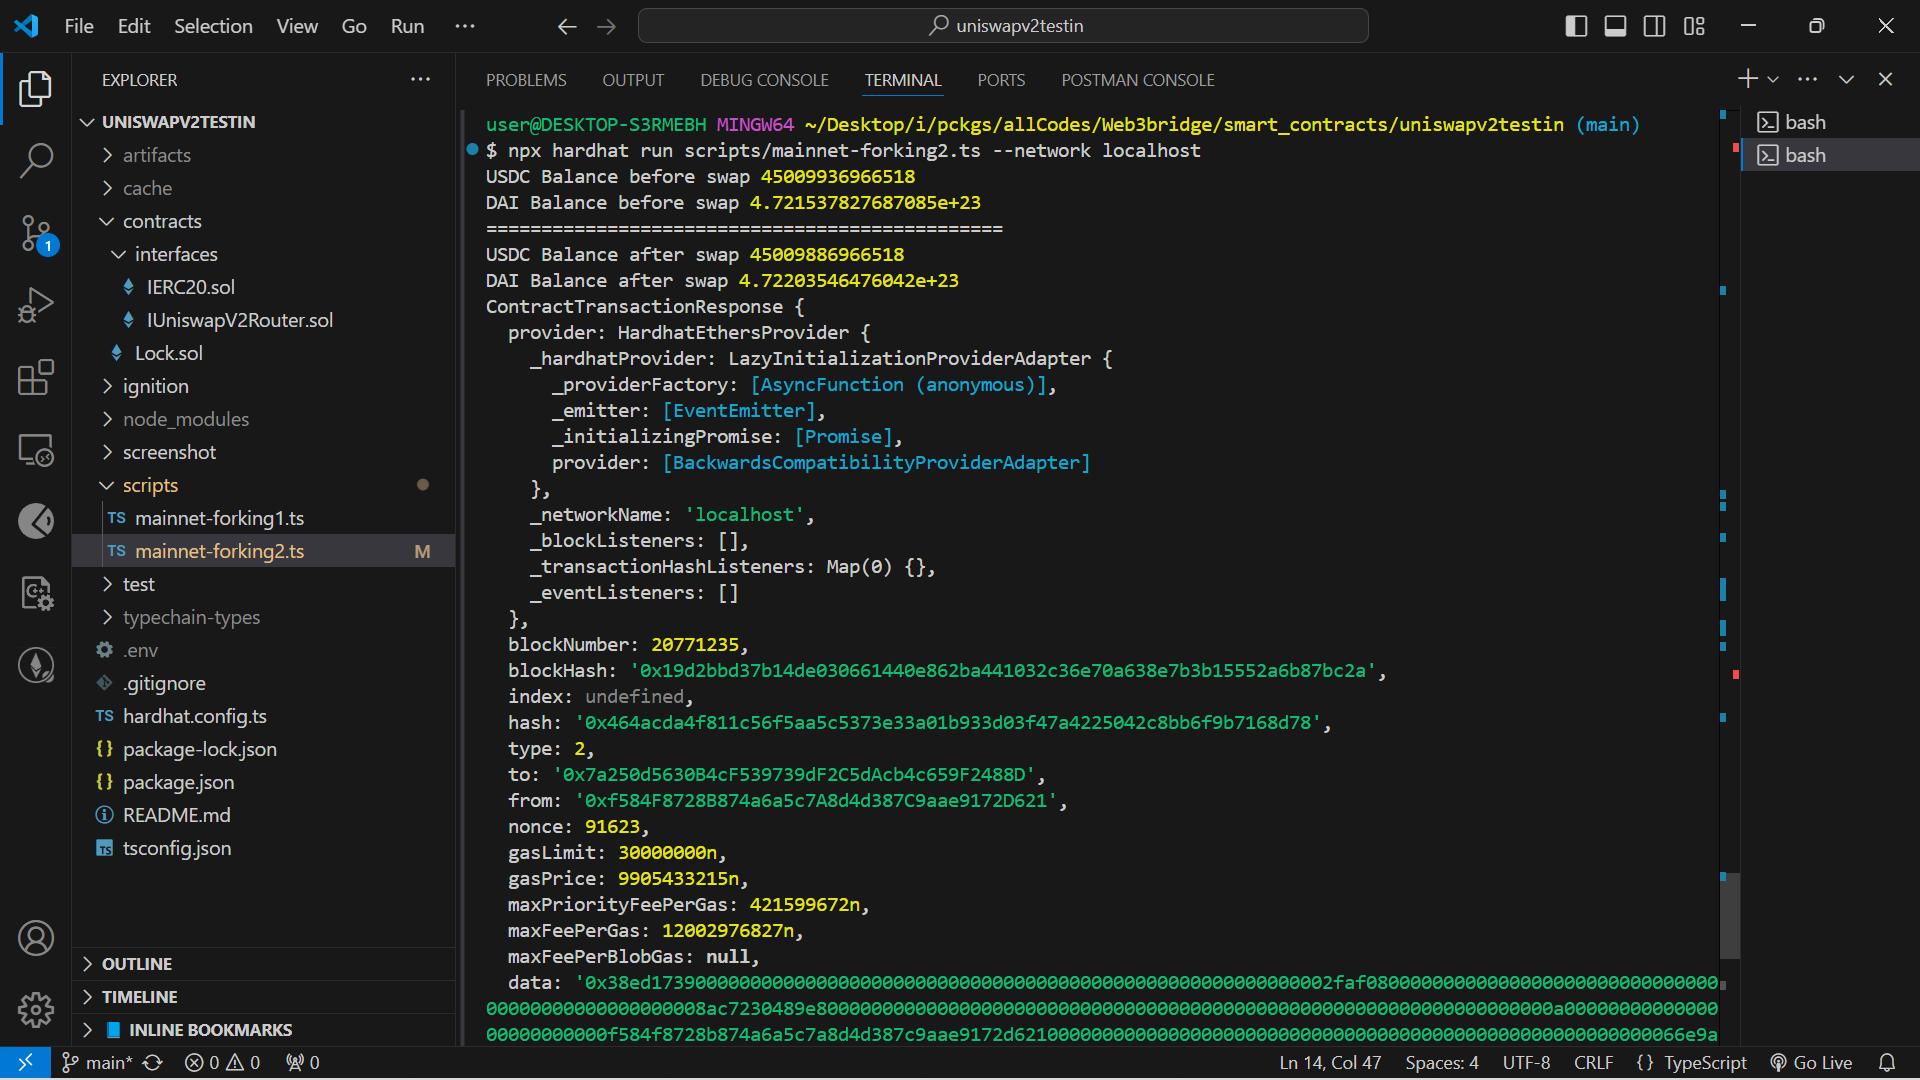 File Edit Selection View Go Run ···
uniswapv2testin
EXPLORER ···
UNISWAPV2TESTIN
artifacts
cache
contracts
interfaces
IERC20.sol
IUniswapV2Router.sol
Lock.sol
ignition
node_modules
screenshot
scripts
TS mainnet-forking1.ts
TS mainnet-forking2.ts M
test
typechain-types
.env
.gitignore
TS hardhat.config.ts
{} package-lock.json
{} package.json
README.md
TS tsconfig.json
OUTLINE
TIMELINE
INLINE BOOKMARKS
1
PROBLEMS OUTPUT DEBUG CONSOLE TERMINAL PORTS POSTMAN CONSOLE
user@DESKTOP-S3RMEBH MINGW64 ~/Desktop/i/pckgs/allCodes/Web3bridge/smart_contracts/uniswapv2testin (main)
$ npx hardhat run scripts/mainnet-forking2.ts --network localhost
USDC Balance before swap 45009936966518
DAI Balance before swap 4.721537827687085e+23
===============================================
USDC Balance after swap 45009886966518
DAI Balance after swap 4.72203546476042e+23
ContractTransactionResponse {
provider: HardhatEthersProvider {
_hardhatProvider: LazyInitializationProviderAdapter {
_providerFactory: [AsyncFunction (anonymous)],
_emitter: [EventEmitter],
_initializingPromise: [Promise],
provider: [BackwardsCompatibilityProviderAdapter]
},
_networkName: 'localhost',
_blockListeners: [],
_transactionHashListeners: Map(0) {},
_eventListeners: []
},
blockNumber: 20771235,
blockHash: '0x19d2bbd37b14de030661440e862ba441032c36e70a638e7b3b15552a6b87bc2a',
index: undefined,
hash: '0x464acda4f811c56f5aa5c5373e33a01b933d03f47a4225042c8bb6f9b7168d78',
type: 2,
to: '0x7a250d5630B4cF539739dF2C5dAcb4c659F2488D',
from: '0xf584F8728B874a6a5c7A8d4d387C9aae9172D621',
nonce: 91623,
gasLimit: 30000000n,
gasPrice: 9905433215n,
maxPriorityFeePerGas: 421599672n,
maxFeePerGas: 12002976827n,
maxFeePerBlobGas: null,
data: '0x38ed17390000000000000000000000000000000000000000000000000000000002faf080000000000000000000000000000000
00000000000000000008ac7230489e8000000000000000000000000000000000000000000000000000000000000000000a000000000000000
00000000000f584f8728b874a6a5c7a8d4d387c9aae9172d6210000000000000000000000000000000000000000000000000000000066e9a
bash
bash
main* 0 0 0
Ln 14, Col 47 Spaces: 4 UTF-8 CRLF {} TypeScript Go Live